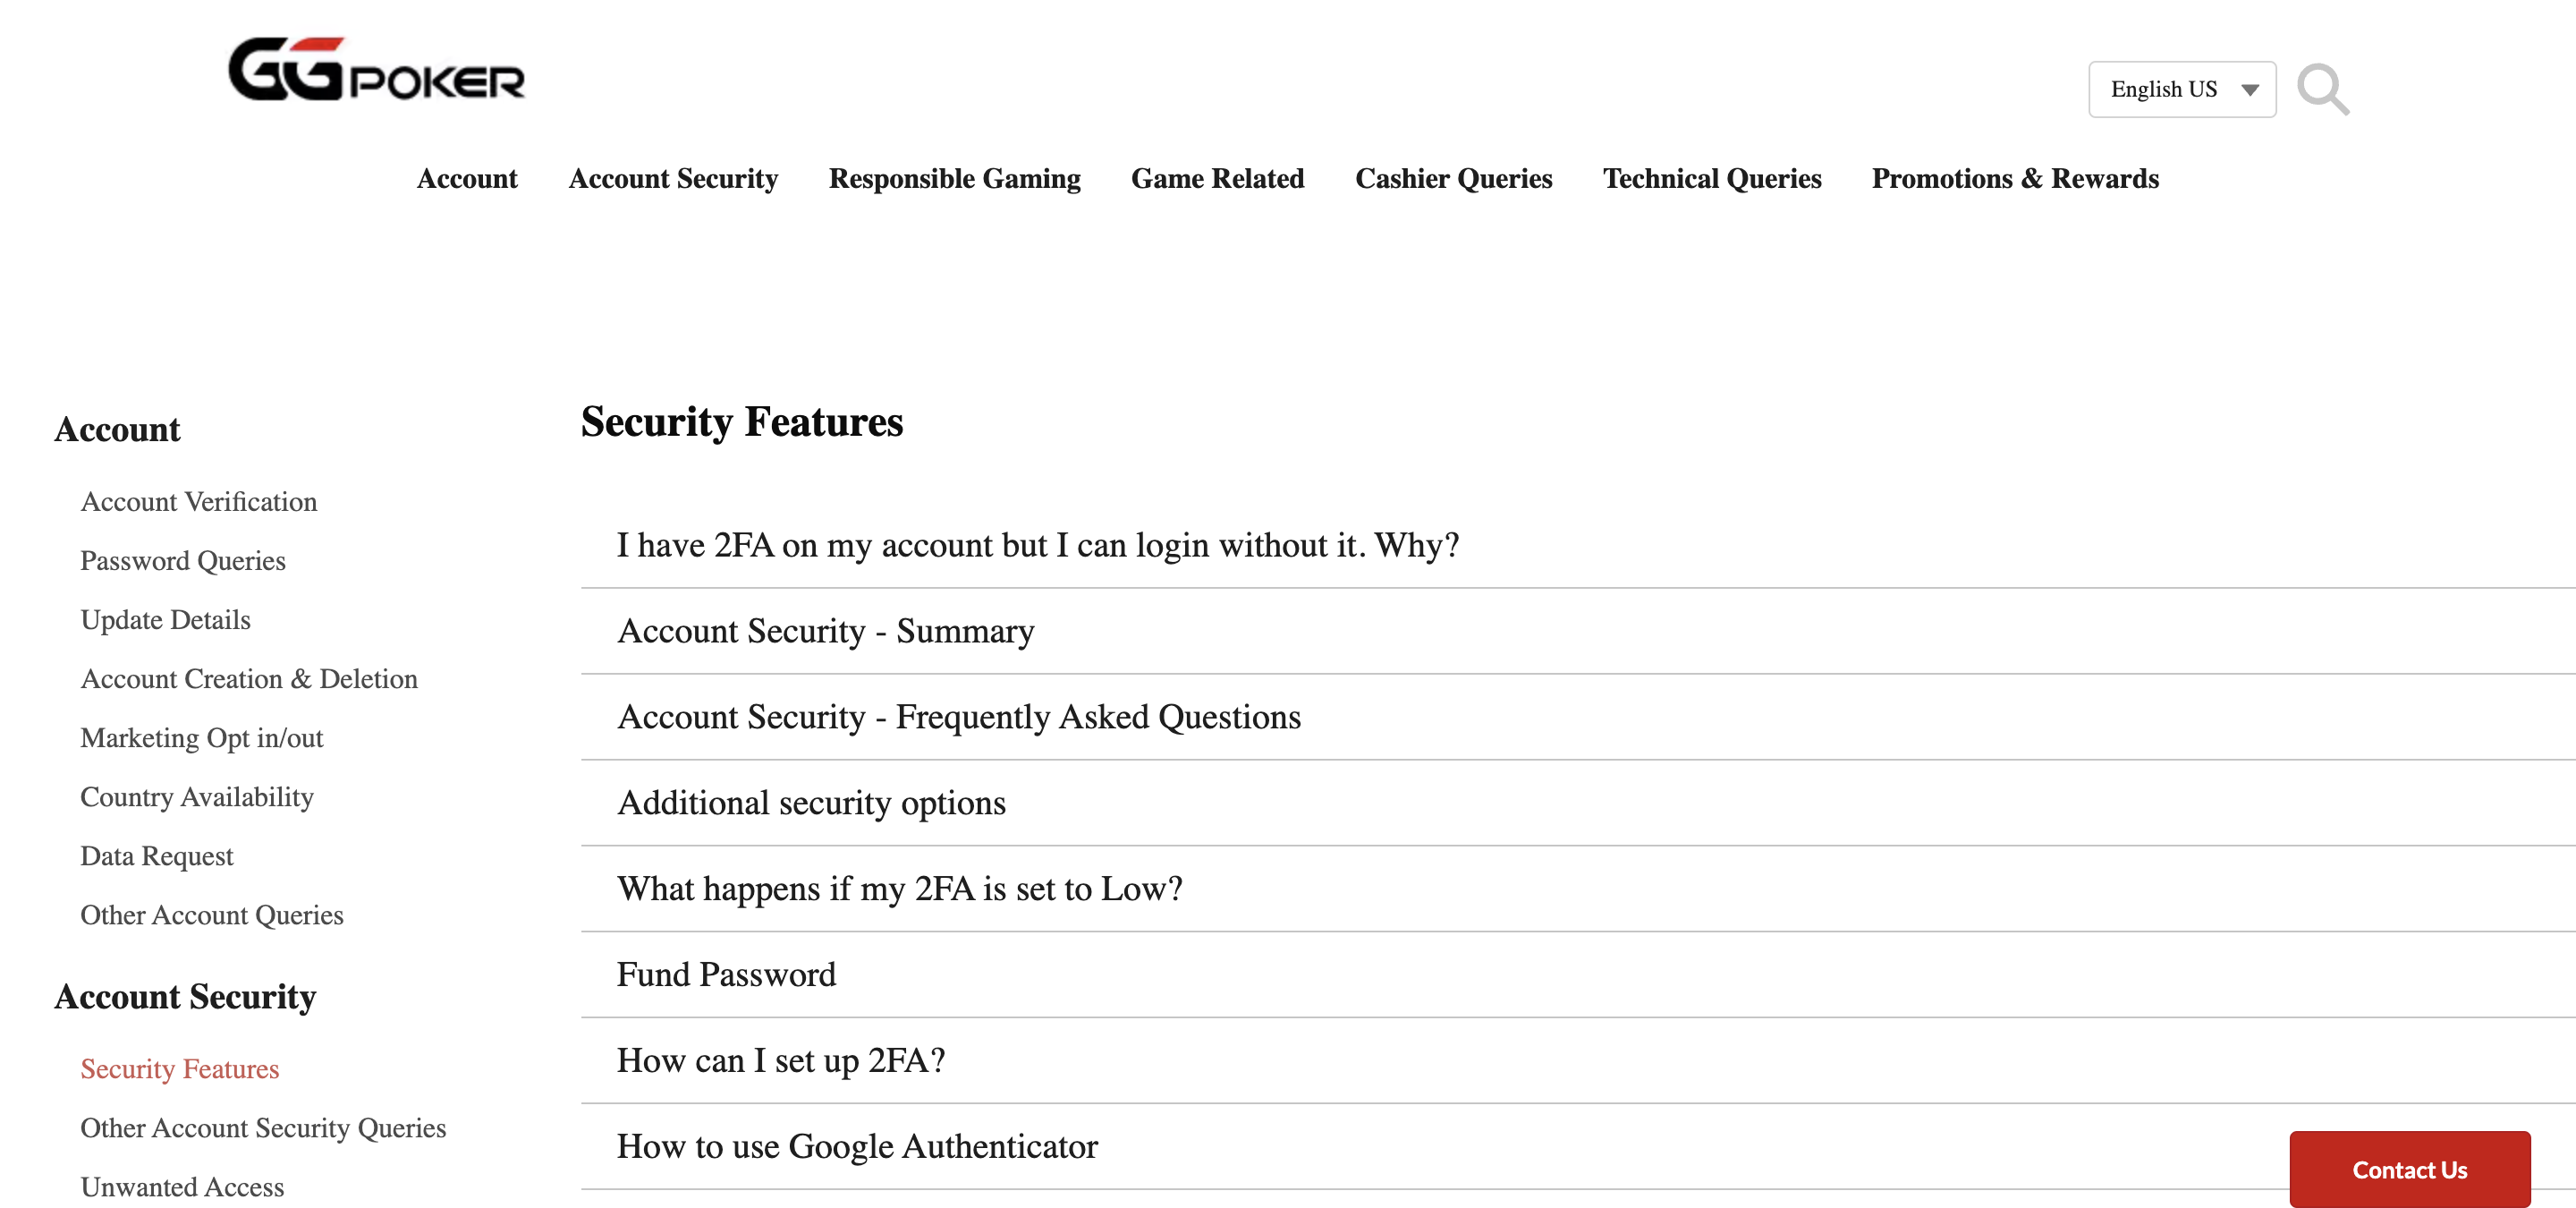 GGPOKER
English US
Account Account Security Responsible Gaming Game Related Cashier Queries Technical Queries Promotions & Rewards
Account
Account Verification
Password Queries
Update Details
Account Creation & Deletion
Marketing Opt in/out
Country Availability
Data Request
Other Account Queries
Account Security
Security Features
Other Account Security Queries
Unwanted Access
Security Features
I have 2FA on my account but I can login without it. Why?
Account Security - Summary
Account Security - Frequently Asked Questions
Additional security options
What happens if my 2FA is set to Low?
Fund Password
How can I set up 2FA?
How to use Google Authenticator
Contact Us